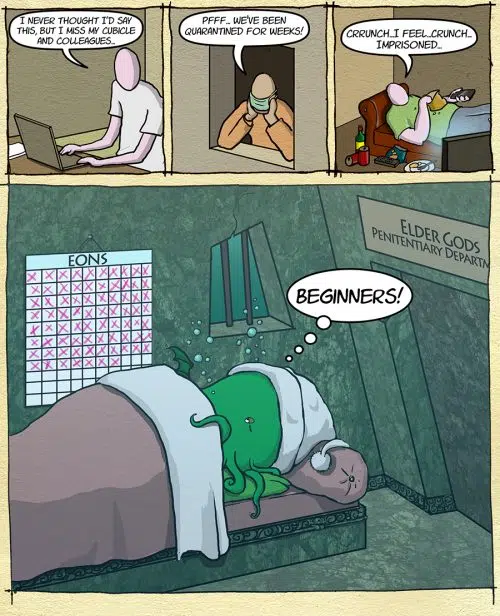 I NEVER THOUGHT I'D SAY
THIS, BUT I MISS MY CUBICLE
AND COLLEAGUES..
PFFF... WE'VE BEEN
QUARANTINED FOR WEEKS!
CRRUNCH..I FEEL..CRUNCH..
IMPRISONED...
EONS
BEGINNERS!
ELDER GODS
PENITENTIARY DEPARTM